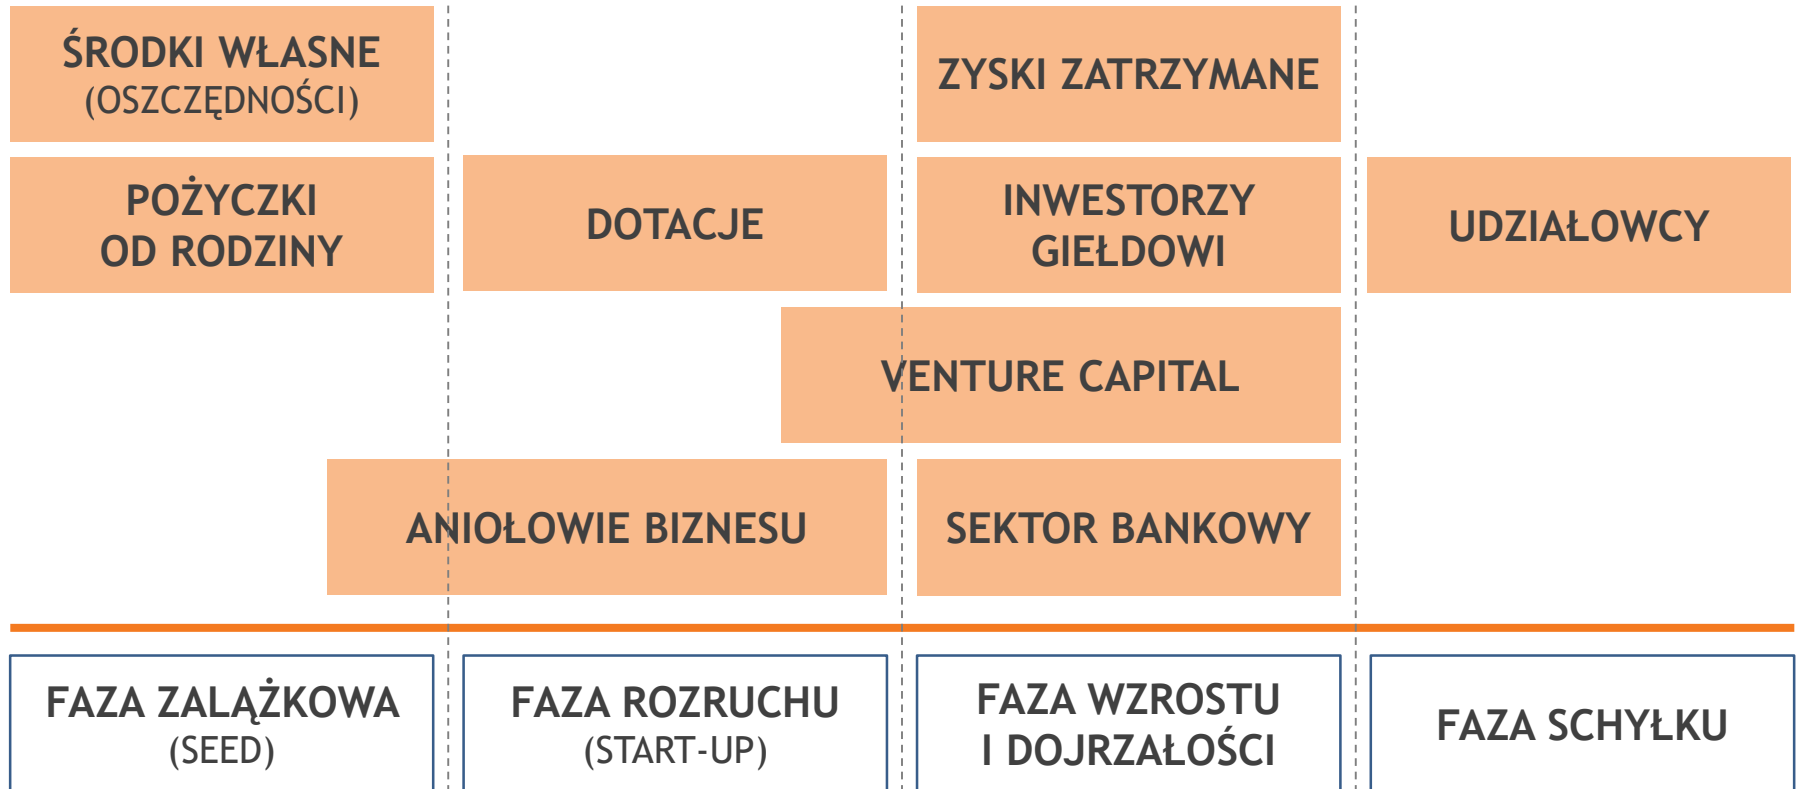 ŚRODKI WŁASNE
(OSZCZĘDNOŚCI)
ZYSKI ZATRZYMANE
POŻYCZKI
OD RODZINY
DOTACJE
INWESTORZY
GIEŁDOWI
UDZIAŁOWCY
VENTURE CAPITAL
ANIOŁOWIE BIZNESU
SEKTOR BANKOWY
FAZA ZALĄŻKOWA
(SEED)
FAZA ROZRUCHU
(START-UP)
FAZA WZROSTU
I DOJRZAŁOŚCI
FAZA SCHYŁKU